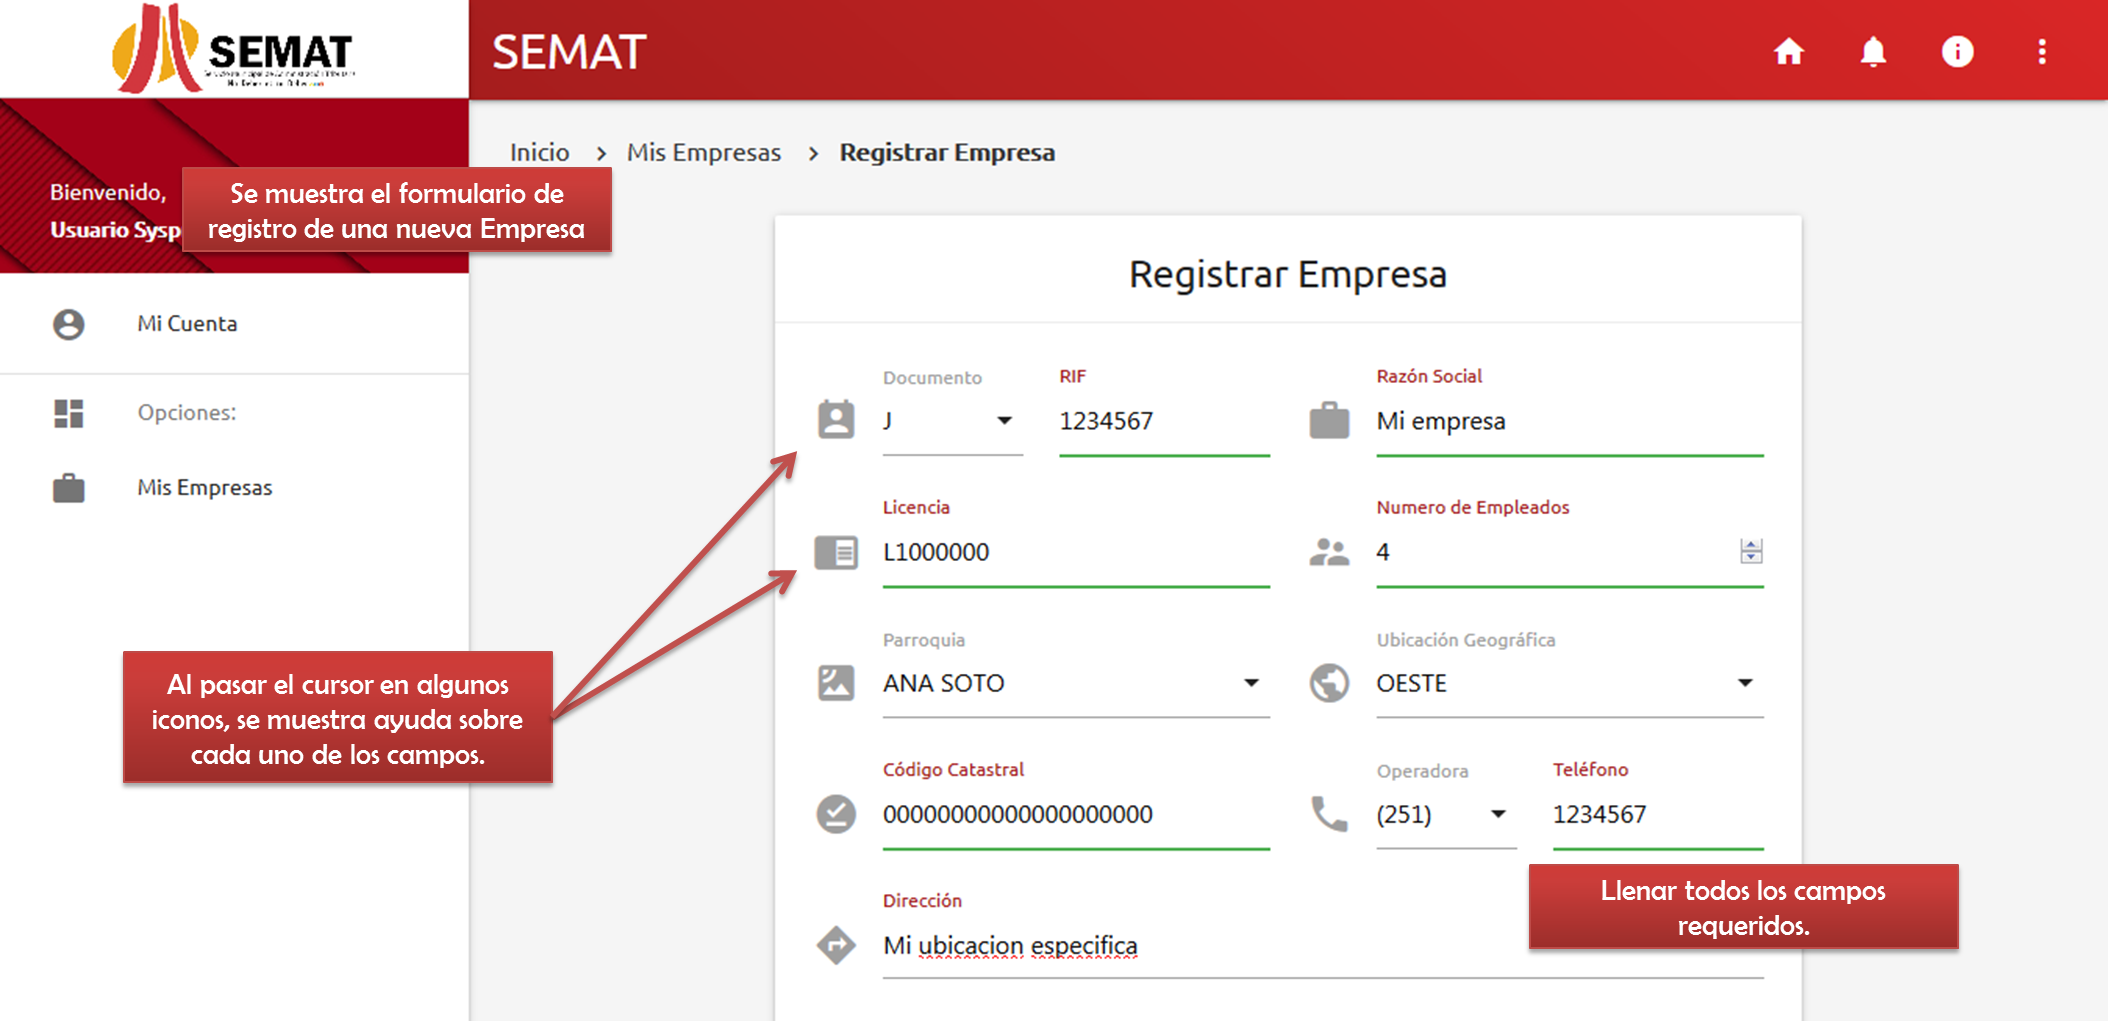 SEMAT
SEMAT
Inicio > Mis Empresas > Registrar Empresa
Bienvenido,
Usuario Sysp
Se muestra el formulario de
registro de una nueva Empresa
Mi Cuenta
Opciones:
Mis Empresas
Registrar Empresa
Documento RIF Razón Social
J 1234567 Mi empresa
Licencia Numero de Empleados
L1000000 4
Parroquia Ubicación Geográfica
ANA SOTO OESTE
Al pasar el cursor en algunos
iconos, se muestra ayuda sobre
cada uno de los campos.
Código Catastral Operadora Teléfono
00000000000000000000 (251) 1234567
Llenar todos los campos
requeridos.
Dirección
Mi ubicacion especifica